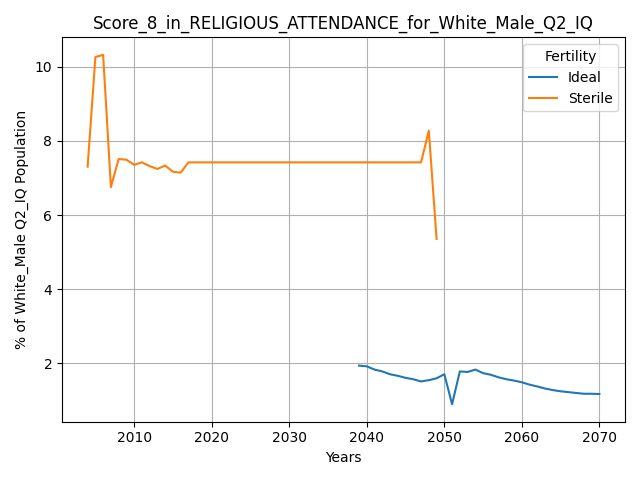 Score_8_in_RELIGIOUS_ATTENDANCE_for_White_Male_Q2_IQ
Fertility
Ideal
Sterile
% of White_Male Q2_IQ Population
10
8
6
4
2
2010 2020 2030 2040 2050 2060 2070
Years